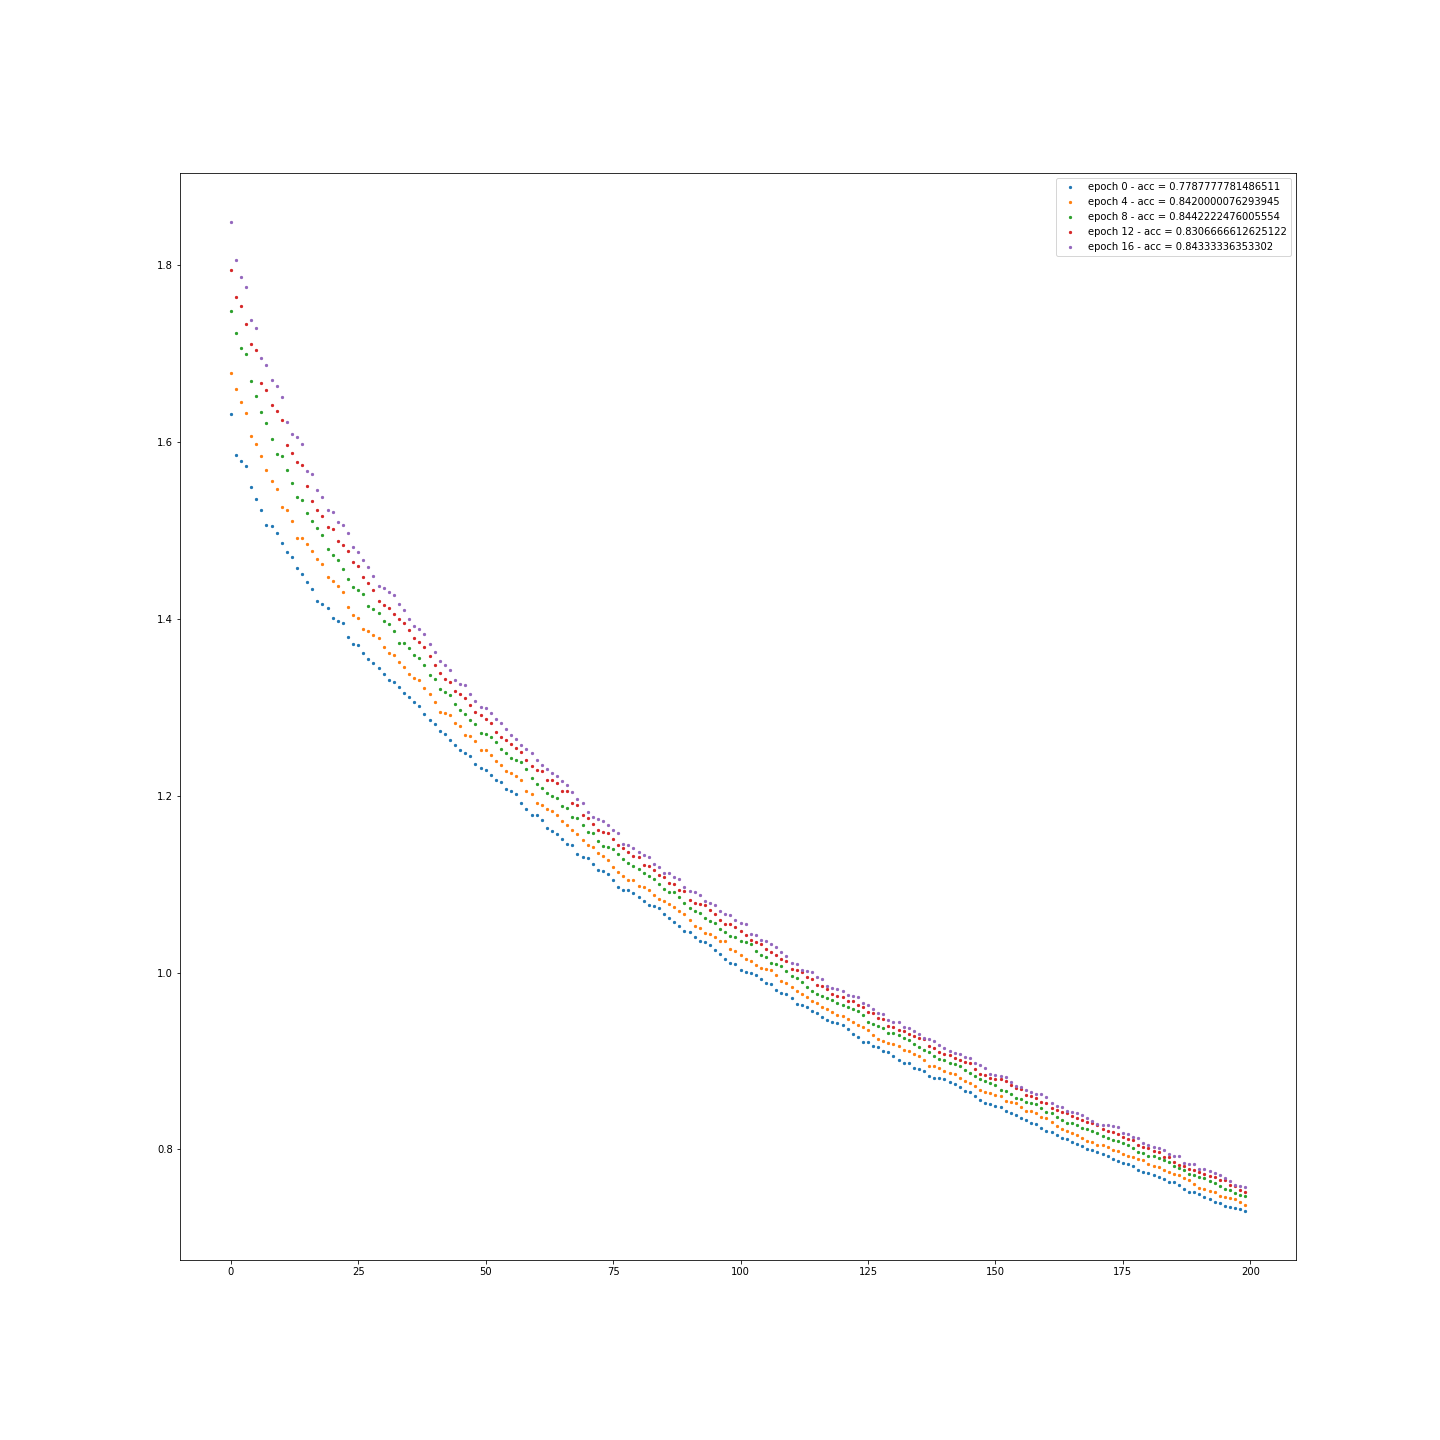 epoch 0 - acc = 0.7787777781486511
epoch 4 - acc = 0.8420000076293945
epoch 8 - acc = 0.8442222476005554
epoch 12 - acc = 0.8306666612625122
epoch 16 - acc = 0.84333336353302
1.8
1.6
1.4
1.2
1.0
0.8
0 25 50 75 100 125 150 175 200